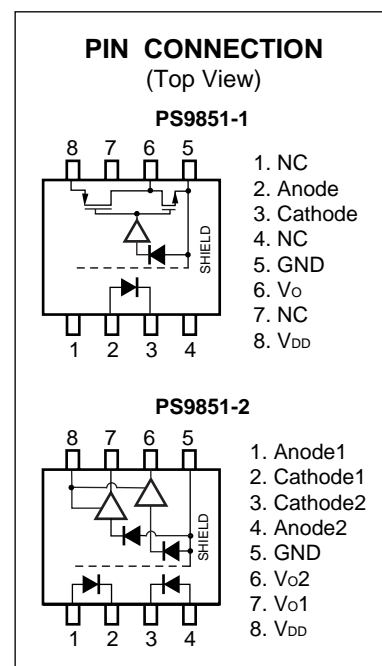 PIN CONNECTION
(Top View)
PS9851-1
8 7 6 5
SHIELD
1 2 3 4
1. NC
2. Anode
3. Cathode
4. NC
5. GND
6. VO
7. NC
8. VDD
PS9851-2
8 7 6 5
SHIELD
1 2 3 4
1. Anode1
2. Cathode1
3. Cathode2
4. Anode2
5. GND
6. VO2
7. VO1
8. VDD